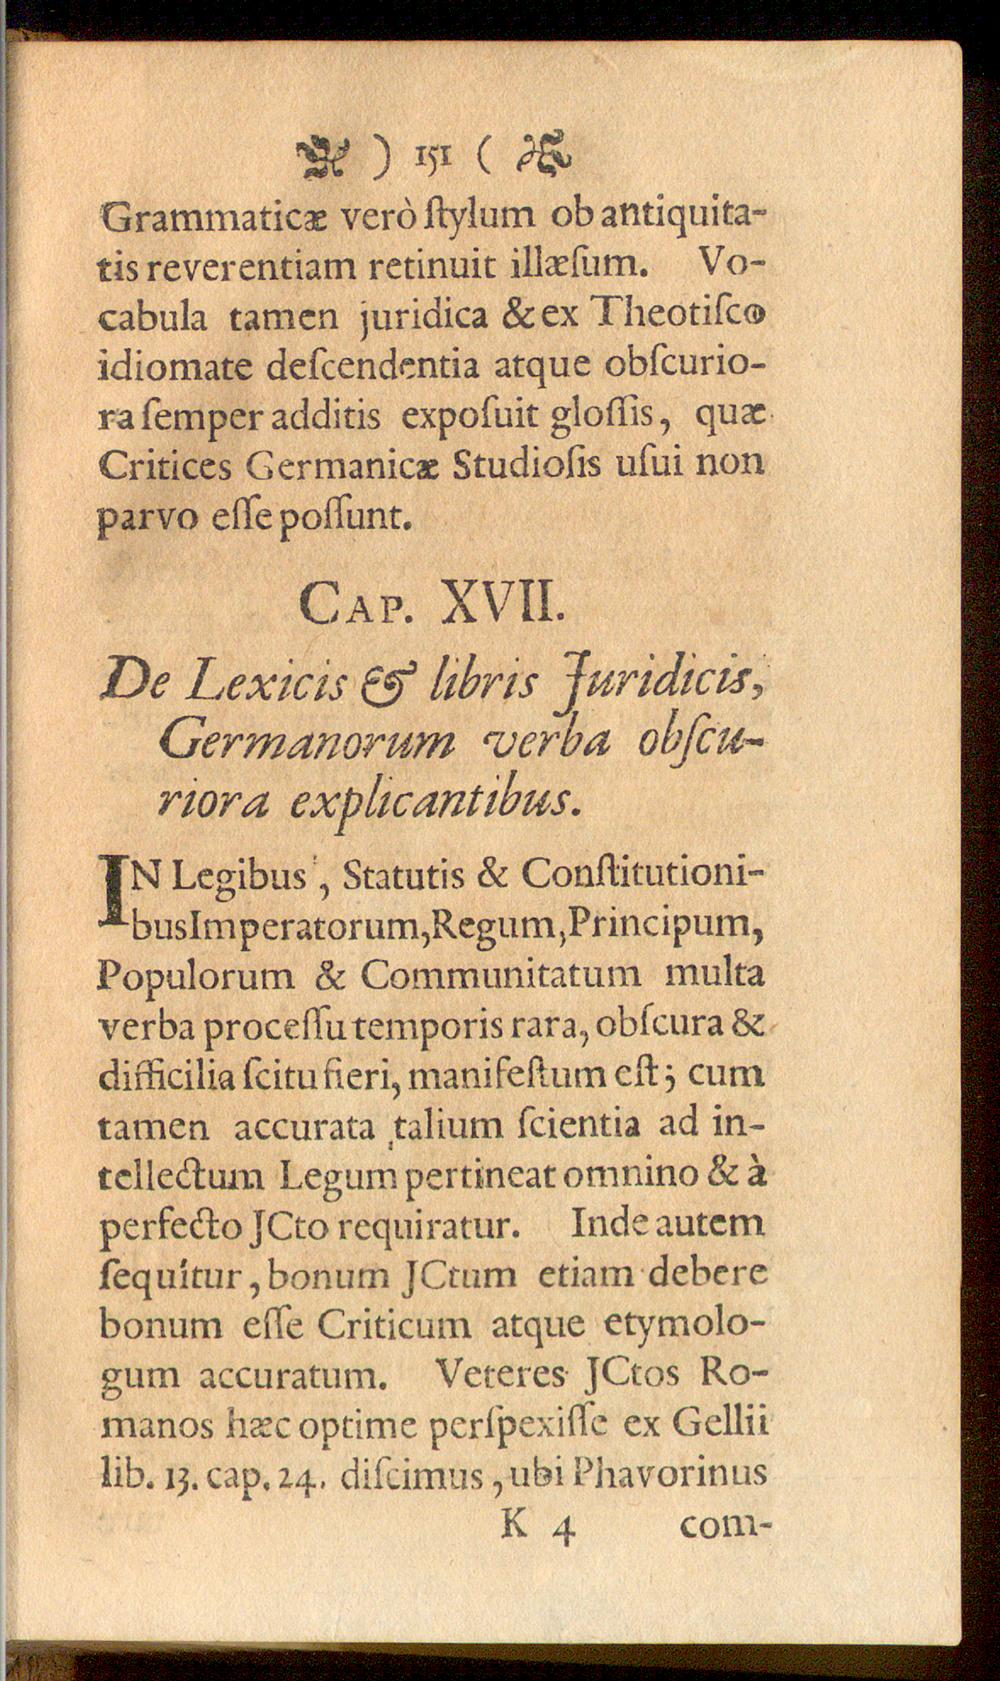 ) 151 (
Grammaticæ verò ſtylum ob antiquita-
tis reverentiam retinuit illæſum. Vo-
cabula tamen juridica & ex Theotiſco
idiomate deſcendentia atque obſcurio-
ra ſemper additis expoſuit gloſſis, quæ
Critices Germanicæ Studioſis uſui non
parvo eſſe poſſunt.
CAP. XVII.
De Lexicis & libris Juridicis,
Germanorum verba obſcu-
riora explicantibus.
IN Legibus, Statutis & Conſtitutioni-
bus Imperatorum, Regum, Principum,
Populorum & Communitatum multa
verba proceſſu temporis rara, obſcura &
difficilia ſcitu fieri, manifeſtum eſt; cum
tamen accurata talium ſcientia ad in-
tellectum Legum pertineat omnino & à
perfecto JCto requiratur. Inde autem
ſequitur, bonum JCtum etiam debere
bonum eſſe Criticum atque etymolo-
gum accuratum. Veteres JCtos Ro-
manos hæc optime perſpexiſſe ex Gellii
lib. 13. cap. 24. diſcimus, ubi Phavorinus
K 4 com-